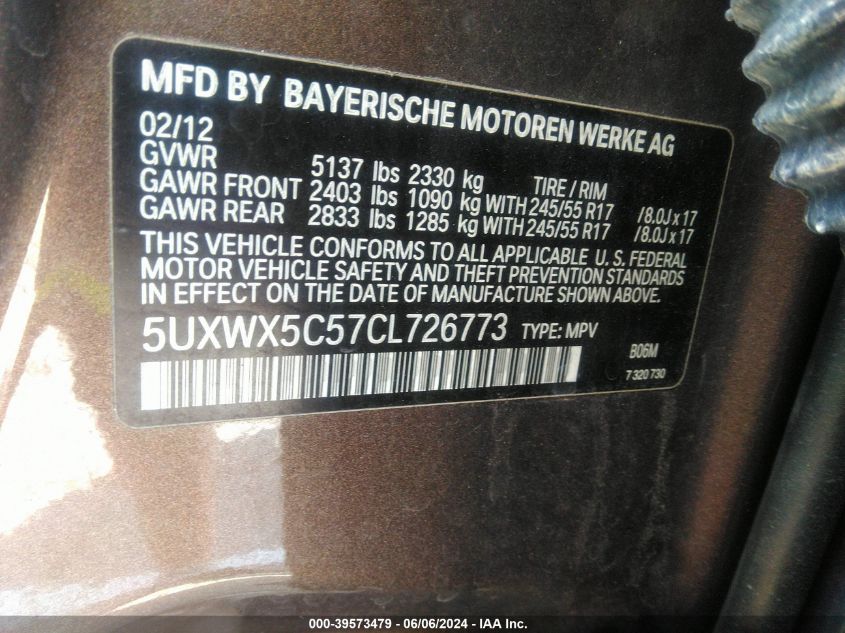 MFD BY BAYERISCHE MOTOREN WERKE AG
02/12
GVWR 5137 lbs 2330 kg TIRE / RIM
GAWR FRONT 2403 lbs 1090 kg WITH 245/55 R17 /8.0J x 17
GAWR REAR 2833 lbs 1285 kg WITH 245/55 R17 /8.0J x 17
THIS VEHICLE CONFORMS TO ALL APPLICABLE U.S. FEDERAL
MOTOR VEHICLE SAFETY AND THEFT PREVENTION STANDARDS
IN EFFECT ON THE DATE OF MANUFACTURE SHOWN ABOVE.
5UXWX5C57CL726773 TYPE: MPV
B06M
7 320 730
000-39573479 - 06/06/2024 - IAA Inc.